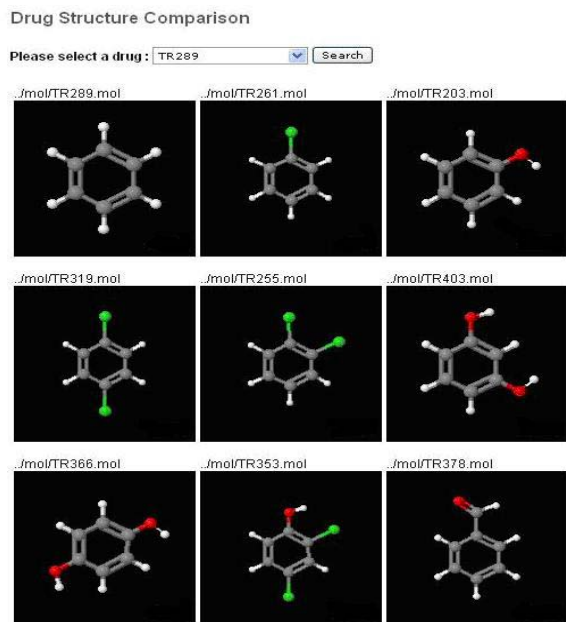 Drug Structure Comparison
Please select a drug : TR289 Search
../mol/TR289.mol ../mol/TR261.mol ../mol/TR203.mol
../mol/TR319.mol ../mol/TR255.mol ../mol/TR403.mol
../mol/TR366.mol ../mol/TR353.mol ../mol/TR378.mol